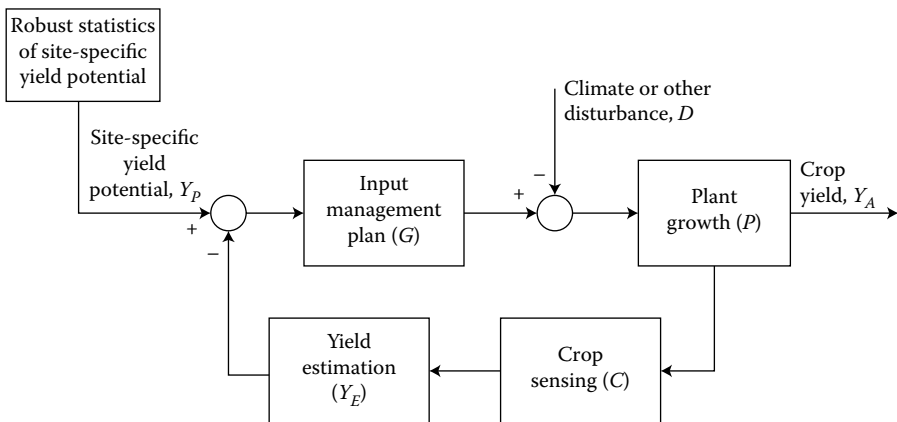 Robust statistics
of site-specific
yield potential
Climate or other
disturbance, D
Site-specific
yield
potential, Y_P
+
−
Input
management
plan (G)
+
−
Plant
growth (P)
Crop
yield, Y_A
Yield
estimation
(Y_E)
Crop
sensing (C)